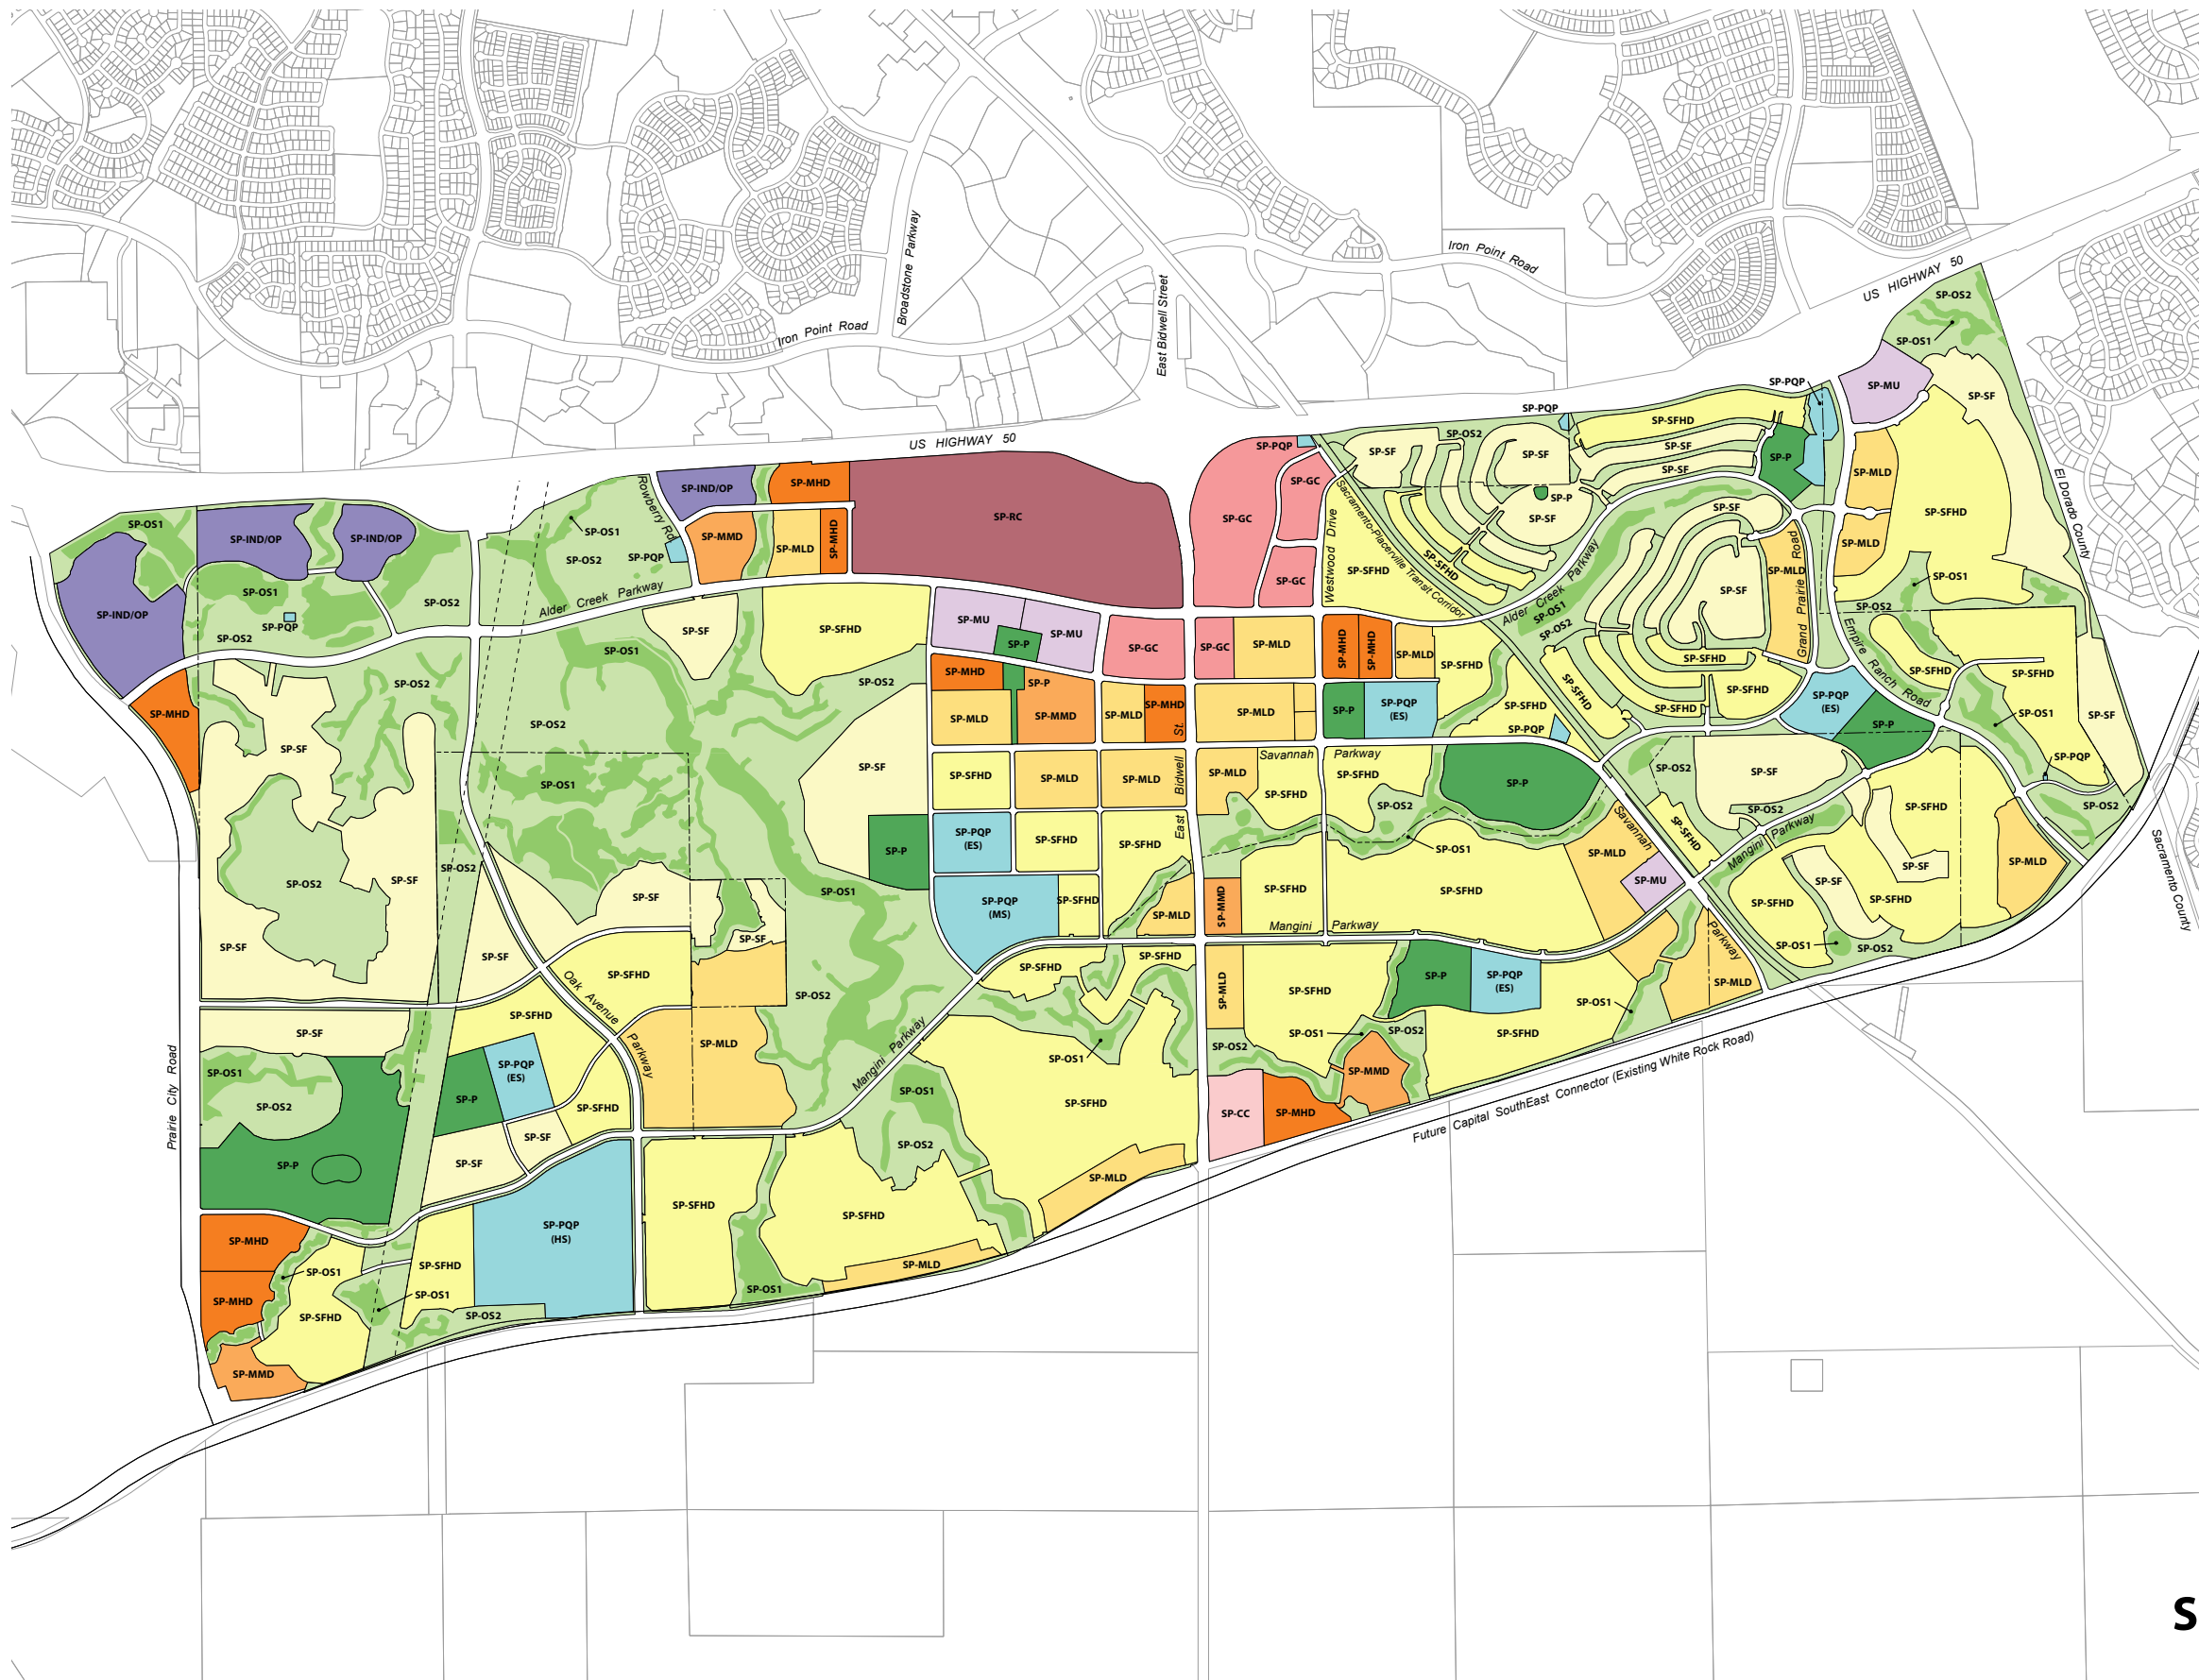 Iron Point Road
US HIGHWAY 50
Broadstone Parkway
East Bidwell Street
Iron Point Road
US HIGHWAY 50
El Dorado County
Sacramento County
SP-OS2
SP-OS1
SP-MU
SP-SF
SP-PQP
SP-PQP
SP-SFHD
SP-OS2
SP-SF
SP-SF
SP-SF
SP-SF
SP-P
SP-MLD
SP-PQP
SP-GC
SP-GC
SP-GC
SP-P
SP-SF
SP-SFHD
SP-SF
SP-MLD
SP-GC
Westwood Drive
Sacramento-Placerville Transit Corridor
SP-SFHD
SP-SFHD
Alder Creek Parkway
SP-OS1
SP-OS2
SP-SF
SP-MLD
Grand Prairie Road
SP-OS1
SP-OS2
Empire Ranch Road
SP-IND/OP
SP-MHD
SP-RC
Rowberry Rd
SP-MMD
SP-MLD
SP-MHD
SP-OS1
SP-IND/OP
SP-IND/OP
SP-OS1
SP-OS2
SP-PQP
SP-OS1
SP-OS2
SP-IND/OP
SP-PQP
SP-OS2
Alder Creek Parkway
SP-SF
SP-SFHD
SP-MU
SP-MU
SP-P
SP-GC
SP-GC
SP-MLD
SP-MHD
SP-MHD
SP-MLD
SP-SFHD
SP-SFHD
SP-SFHD
SP-SFHD
SP-SFHD
SP-SFHD
SP-SFHD
SP-OS1
SP-OS2
SP-OS2
SP-MHD
SP-P
SP-MHD
SP-MLD
SP-MMD
SP-MLD
SP-MHD
St.
SP-MLD
SP-P
SP-PQP
(ES)
SP-SFHD
SP-PQP
SP-PQP
(ES)
SP-P
SP-OS1
SP-SF
SP-PQP
SP-OS2
SP-SF
SP-OS2
SP-OS1
SP-SF
SP-SFHD
SP-MLD
SP-MLD
Bidwell
SP-MLD
Savannah Parkway
SP-SFHD
SP-SFHD
SP-OS2
SP-P
SP-OS2
SP-SF
SP-OS2
SP-SFHD
SP-P
SP-PQP
(ES)
SP-SFHD
SP-SFHD
East
SP-OS1
SP-MLD
Savannah
SP-SFHD
Mangini Parkway
SP-SF
SP-MLD
SP-OS2
SP-SF
SP-OS2
SP-SF
SP-OS1
SP-PQP
(MS)
SP-SFHD
SP-MLD
SP-MMD
SP-SFHD
SP-SFHD
SP-MU
SP-SFHD
SP-SF
SP-SFHD
SP-SF
SP-SF
SP-SF
Mangini Parkway
Parkway
SP-OS1
SP-OS2
Oak Avenue
Parkway
SP-SFHD
SP-OS2
SP-SFHD
SP-SFHD
SP-MLD
SP-SFHD
SP-P
SP-PQP
(ES)
SP-OS1
SP-MLD
SP-SF
SP-SFHD
SP-MLD
Mangini Parkway
SP-OS1
SP-OS2
SP-OS1
SP-OS2
SP-SFHD
SP-OS1
SP-OS2
Prairie City Road
SP-P
SP-PQP
(ES)
SP-SFHD
SP-OS1
SP-SFHD
SP-MMD
SP-CC
SP-MHD
Future Capital SouthEast Connector (Existing White Rock Road)
SP-P
SP-SF
SP-SF
SP-OS2
SP-MLD
SP-MHD
SP-PQP
(HS)
SP-SFHD
SP-SFHD
SP-MHD
SP-OS1
SP-SFHD
SP-OS1
SP-SFHD
SP-OS2
SP-OS1
SP-MLD
SP-MMD
S